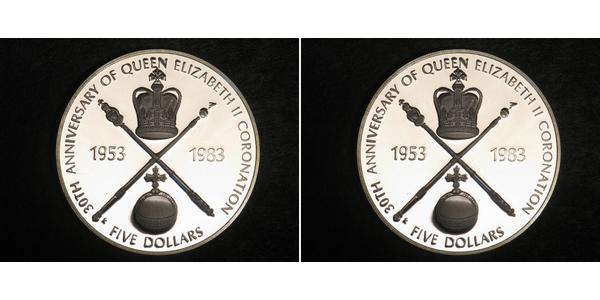 30TH ANNIVERSARY OF QUEEN ELIZABETH II CORONATION
1953 1983
FIVE DOLLARS
30TH ANNIVERSARY OF QUEEN ELIZABETH II CORONATION
1953 1983
FIVE DOLLARS